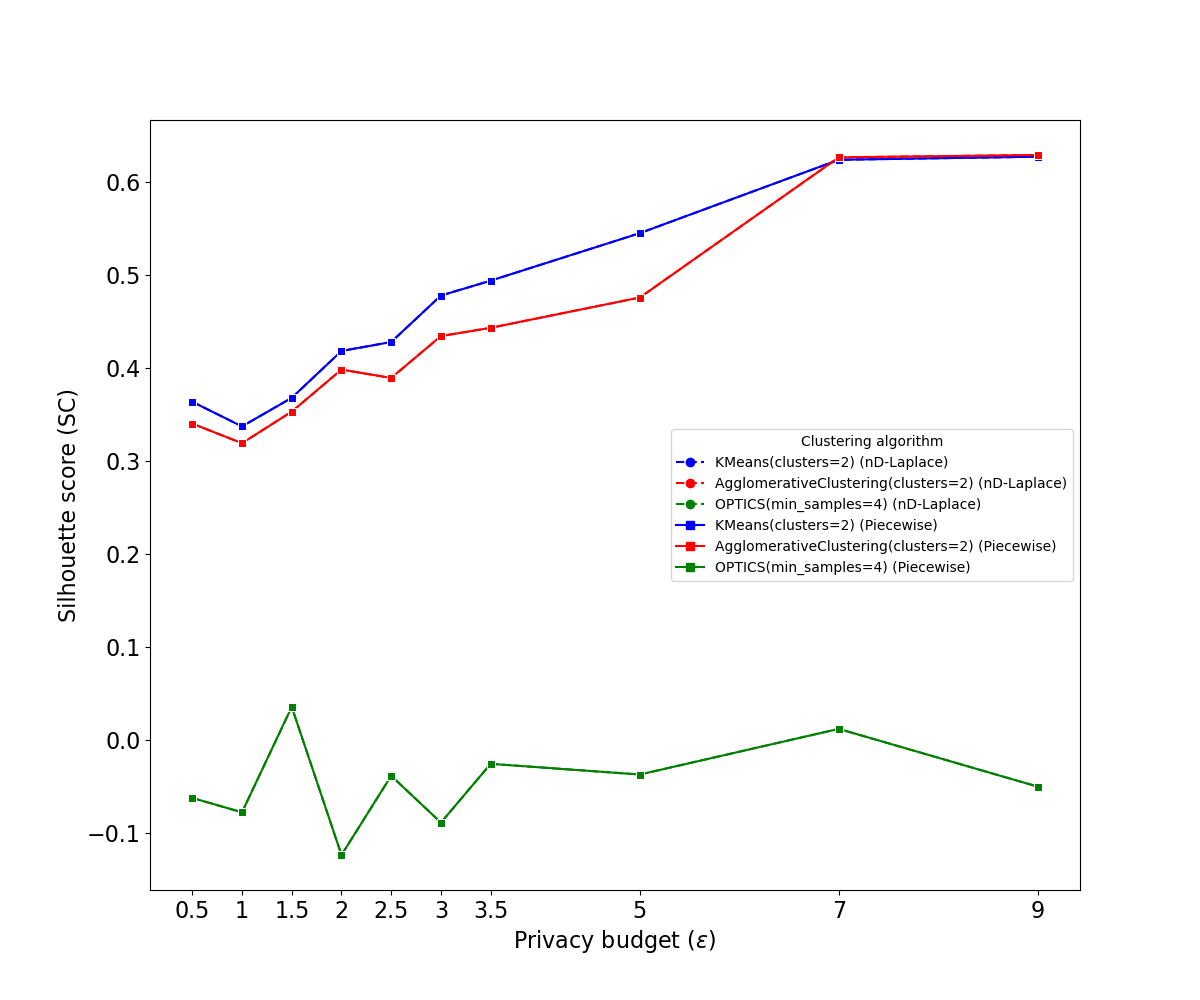 0.6
0.5
0.4
0.3
0.2
0.1
0.0
−0.1
Silhouette score (SC)
Clustering algorithm
KMeans(clusters=2) (nD-Laplace)
AgglomerativeClustering(clusters=2) (nD-Laplace)
OPTICS(min_samples=4) (nD-Laplace)
KMeans(clusters=2) (Piecewise)
AgglomerativeClustering(clusters=2) (Piecewise)
OPTICS(min_samples=4) (Piecewise)
0.5 1 1.5 2 2.5 3 3.5 5 7 9
Privacy budget (ε)